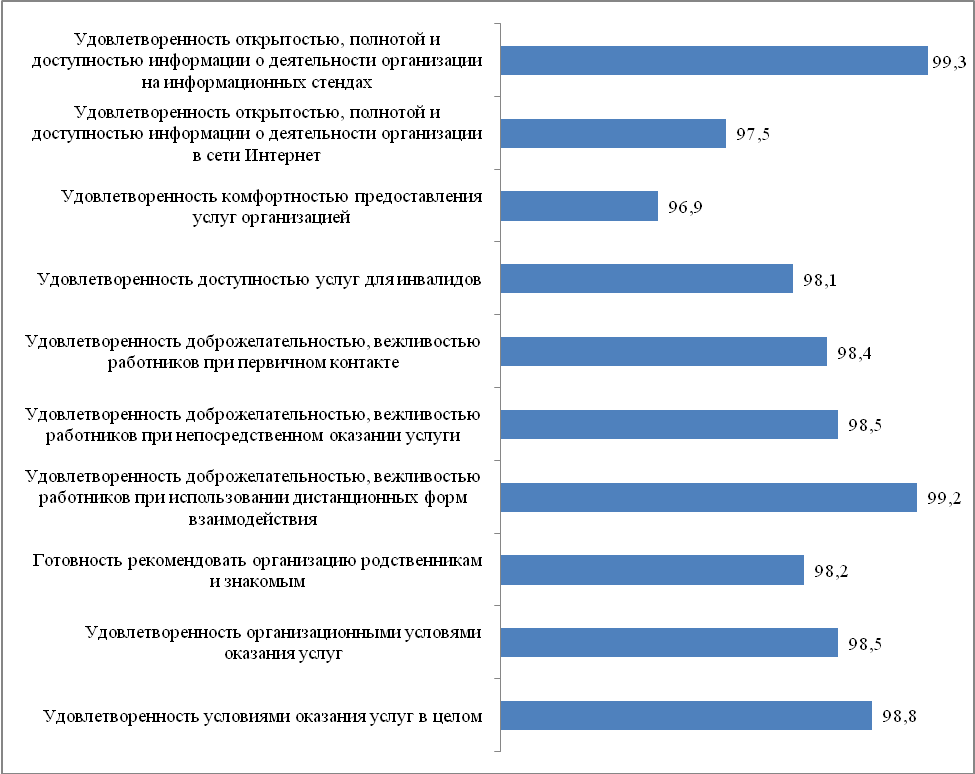 Удовлетворенность открытостью, полнотой и
доступностью информации о деятельности организации
на информационных стендах
99,3
Удовлетворенность открытостью, полнотой и
доступностью информации о деятельности организации
в сети Интернет
97,5
Удовлетворенность комфортностью предоставления
услуг организацией
96,9
Удовлетворенность доступностью услуг для инвалидов
98,1
Удовлетворенность доброжелательностью, вежливостью
работников при первичном контакте
98,4
Удовлетворенность доброжелательностью, вежливостью
работников при непосредственном оказании услуги
98,5
Удовлетворенность доброжелательностью, вежливостью
работников при использовании дистанционных форм
взаимодействия
99,2
Готовность рекомендовать организацию родственникам
и знакомым
98,2
Удовлетворенность организационными условями
оказания услуг
98,5
Удовлетворенность условиями оказания услуг в целом
98,8